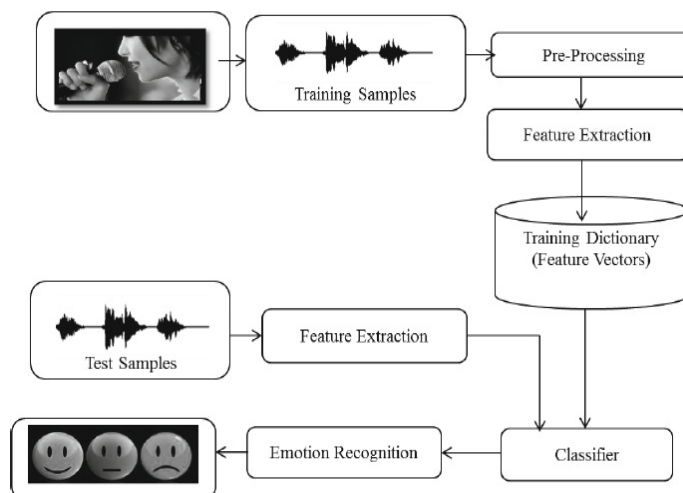 Training Samples
Pre-Processing
Feature Extraction
Training Dictionary
(Feature Vectors)
Test Samples
Feature Extraction
Emotion Recognition
Classifier